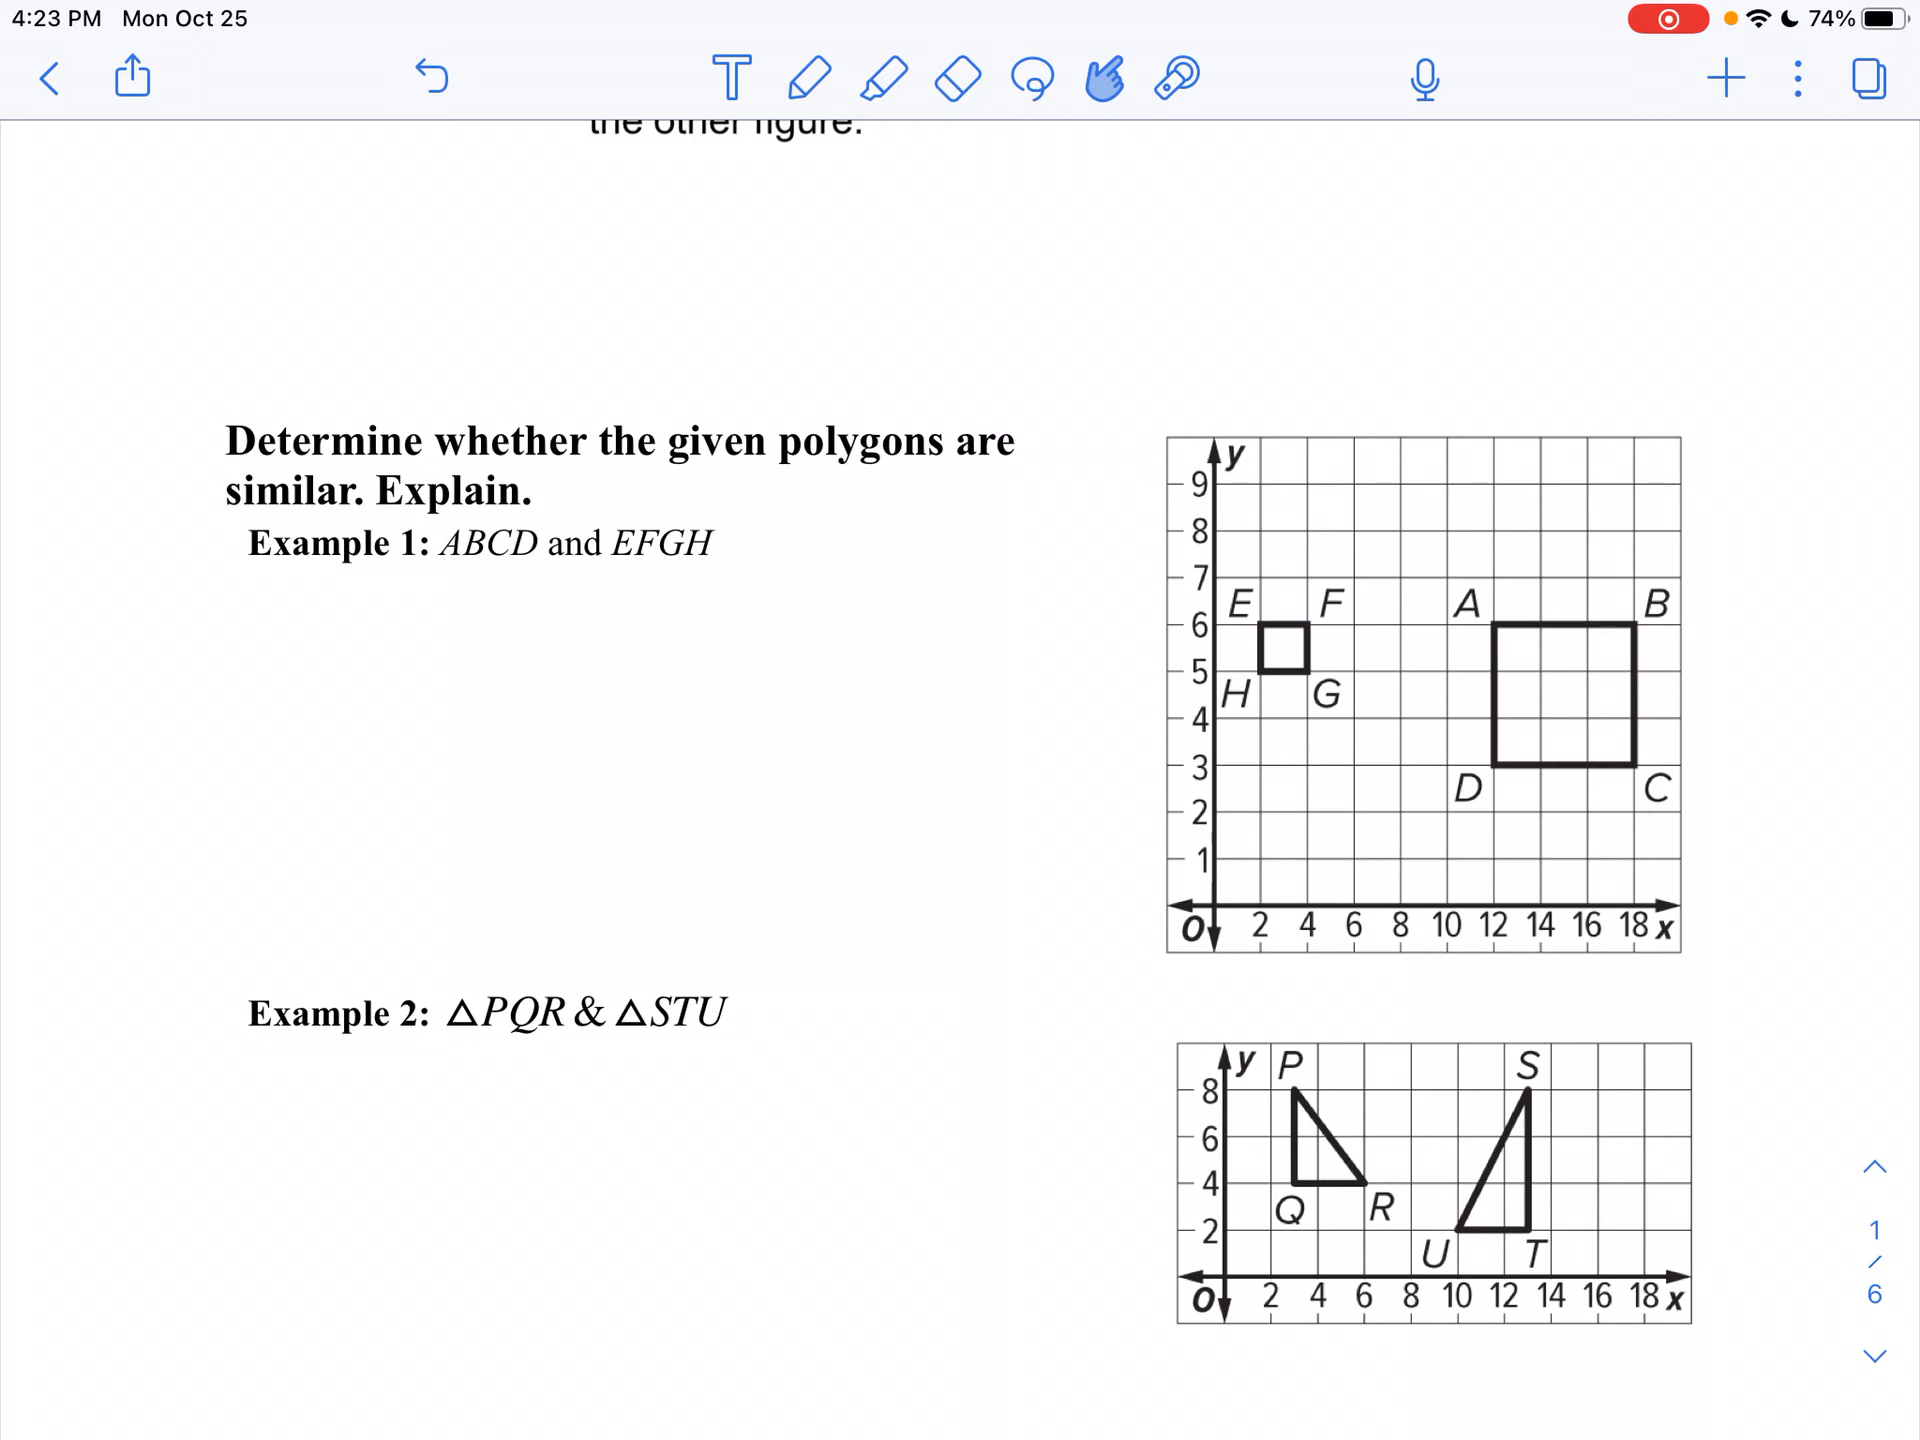 4:23 PM Mon Oct 25
74%
T
the other figure.
Determine whether the given polygons are
similar. Explain.
Example 1: ABCD and EFGH
y
9
8
7
E F A B
6
5
H G
4
3
D C
2
1
O 2 4 6 8 10 12 14 16 18 x
Example 2: △PQR & △STU
y P S
8
6
4
Q R
2
U T
O 2 4 6 8 10 12 14 16 18 x
1
/
6